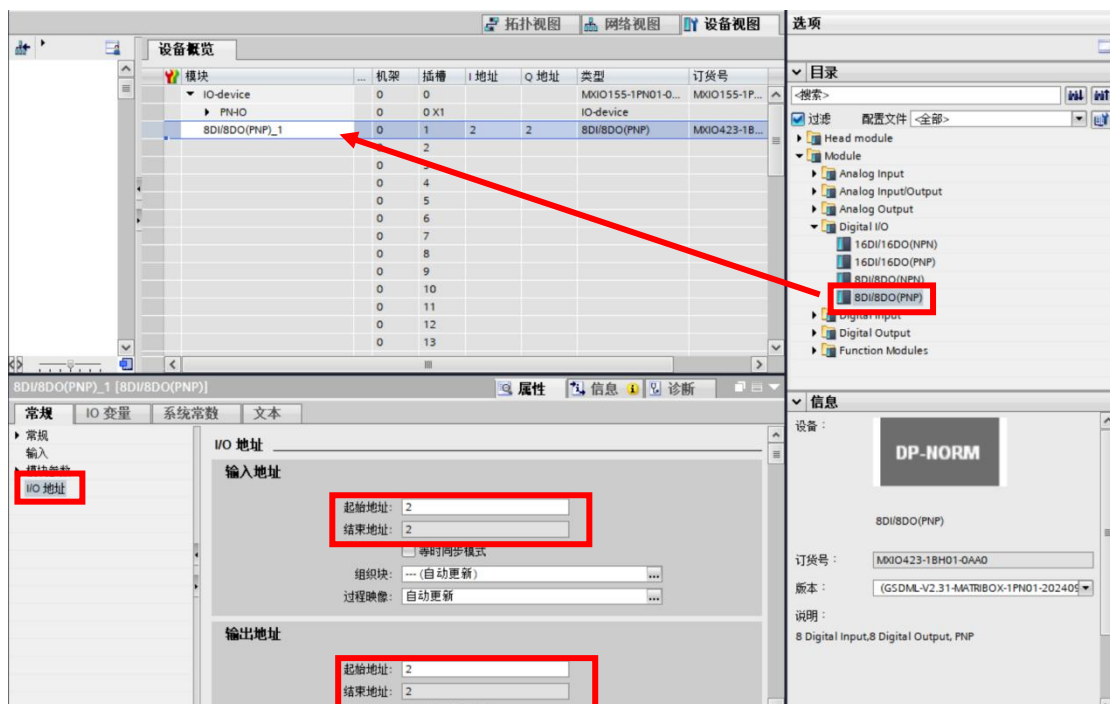 拓扑视图 网络视图 设备视图
设备概览
模块 ... 机架 插槽 I 地址 Q 地址 类型 订货号
IO-device 0 0 MXIO155-1PN01-0... MXIO155-1P...
PN-IO 0 0 X1 IO-device
8DI/8DO(PNP)_1 0 1 2 2 8DI/8DO(PNP) MXIO423-1B...
2
0
0 4
0 5
0 6
0 7
0 8
0 9
0 10
0 11
0 12
0 13
8DI/8DO(PNP)_1 [8DI/8DO(PNP)]
属性 信息 诊断
常规 IO 变量 系统常数 文本
常规
输入
模块参数
I/O 地址
I/O 地址
输入地址
起始地址: 2
结束地址: 2
等时同步模式
组织块: --- (自动更新) ...
过程映像: 自动更新 ...
输出地址
起始地址: 2
结束地址: 2
选项
目录
<搜索>
过滤 配置文件 <全部>
Head module
Module
Analog Input
Analog Input/Output
Analog Output
Digital I/O
16DI/16DO(NPN)
16DI/16DO(PNP)
8DI/8DO(NPN)
8DI/8DO(PNP)
Digital Input
Digital Output
Function Modules
信息
设备:
DP-NORM
8DI/8DO(PNP)
订货号: MXIO423-1BH01-0AA0
版本: (GSDML-V2.31-MATRIBOX-1PN01-202409
说明:
8 Digital Input,8 Digital Output, PNP